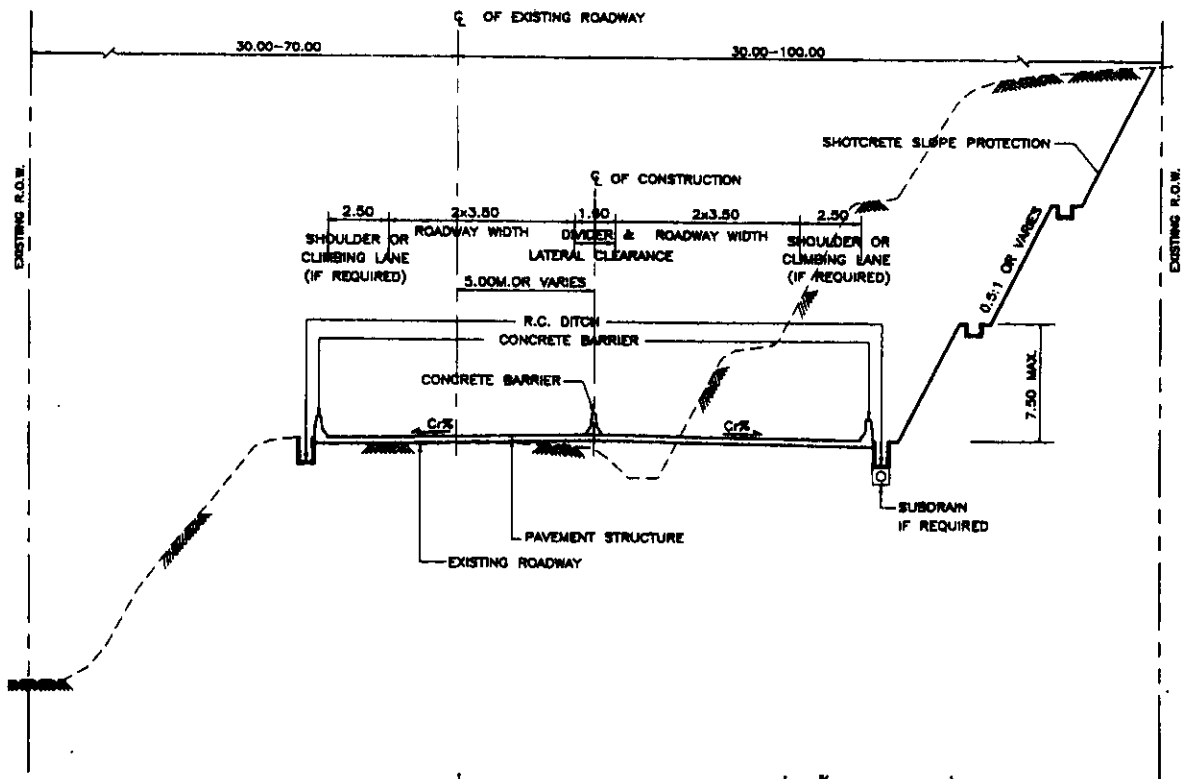 ℄ OF EXISTING ROADWAY
30.00-70.00
30.00-100.00
SHOTCRETE SLOPE PROTECTION
EXISTING R.O.W.
EXISTING R.O.W.
℄ OF CONSTRUCTION
2.50
2x3.50
1.60
2x3.50
2.50
SHOULDER OR
CLIMBING LANE
(IF REQUIRED)
ROADWAY WIDTH
DIVIDER &
LATERAL CLEARANCE
ROADWAY WIDTH
SHOULDER OR
CLIMBING LANE
(IF REQUIRED)
0.5:1 OR VARIES
5.00M.OR VARIES
R.C. DITCH
CONCRETE BARRIER
CONCRETE BARRIER
7.50 MAX.
Cr%
Cr%
SUBDRAIN
IF REQUIRED
PAVEMENT STRUCTURE
EXISTING ROADWAY